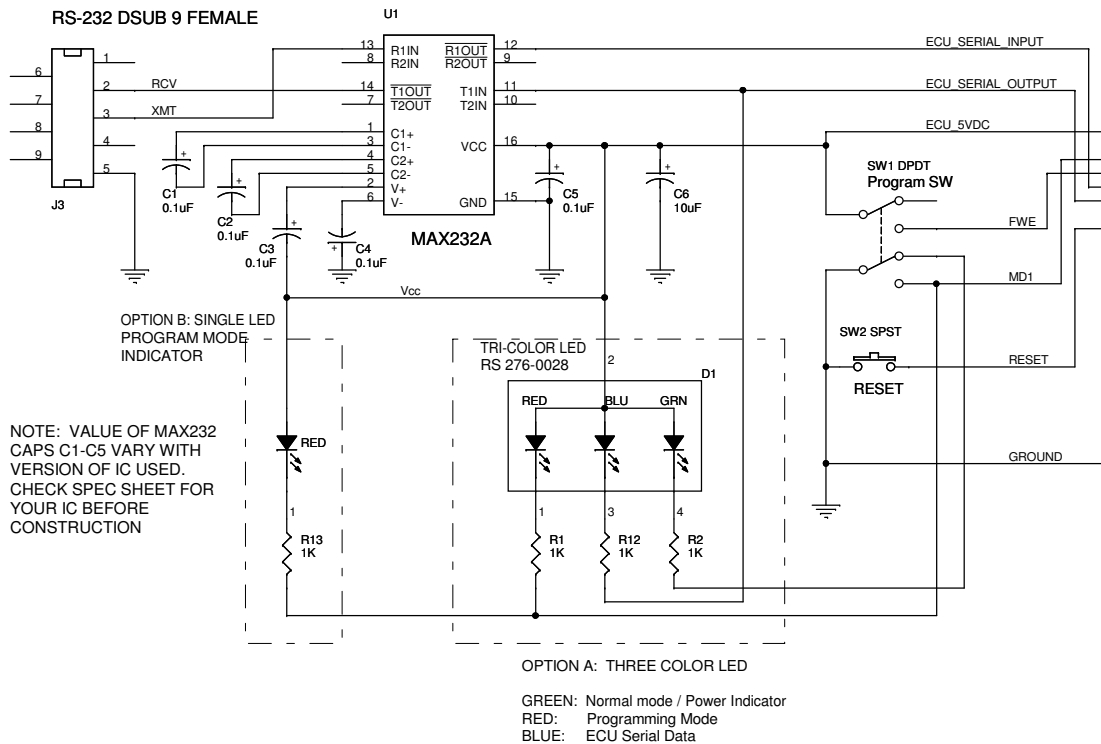 RS-232 DSUB 9 FEMALE
U1
1
6
2 RCV
7
3 XMT
8
4
9
5
J3
13 R1IN R1OUT 12
8 R2IN R2OUT 9
14 T1OUT T1IN 11
7 T2OUT T2IN 10
1 C1+
3 C1- VCC 16
4 C2+
5 C2-
2 V+
6 V- GND 15
MAX232A
+
C1
0.1uF
+
C2
0.1uF
+
C3
0.1uF
+
C4
0.1uF
+
C5
0.1uF
+
C6
10uF
ECU_SERIAL_INPUT
ECU_SERIAL_OUTPUT
ECU_5VDC
SW1 DPDT
Program SW
FWE
MD1
SW2 SPST
RESET
RESET
GROUND
Vcc
OPTION B: SINGLE LED
PROGRAM MODE
INDICATOR
RED
1
R13
1K
TRI-COLOR LED
RS 276-0028
2
D1
RED BLU GRN
1 3 4
R1 R12 R2
1K 1K 1K
NOTE: VALUE OF MAX232
CAPS C1-C5 VARY WITH
VERSION OF IC USED.
CHECK SPEC SHEET FOR
YOUR IC BEFORE
CONSTRUCTION
OPTION A: THREE COLOR LED
GREEN: Normal mode / Power Indicator
RED: Programming Mode
BLUE: ECU Serial Data